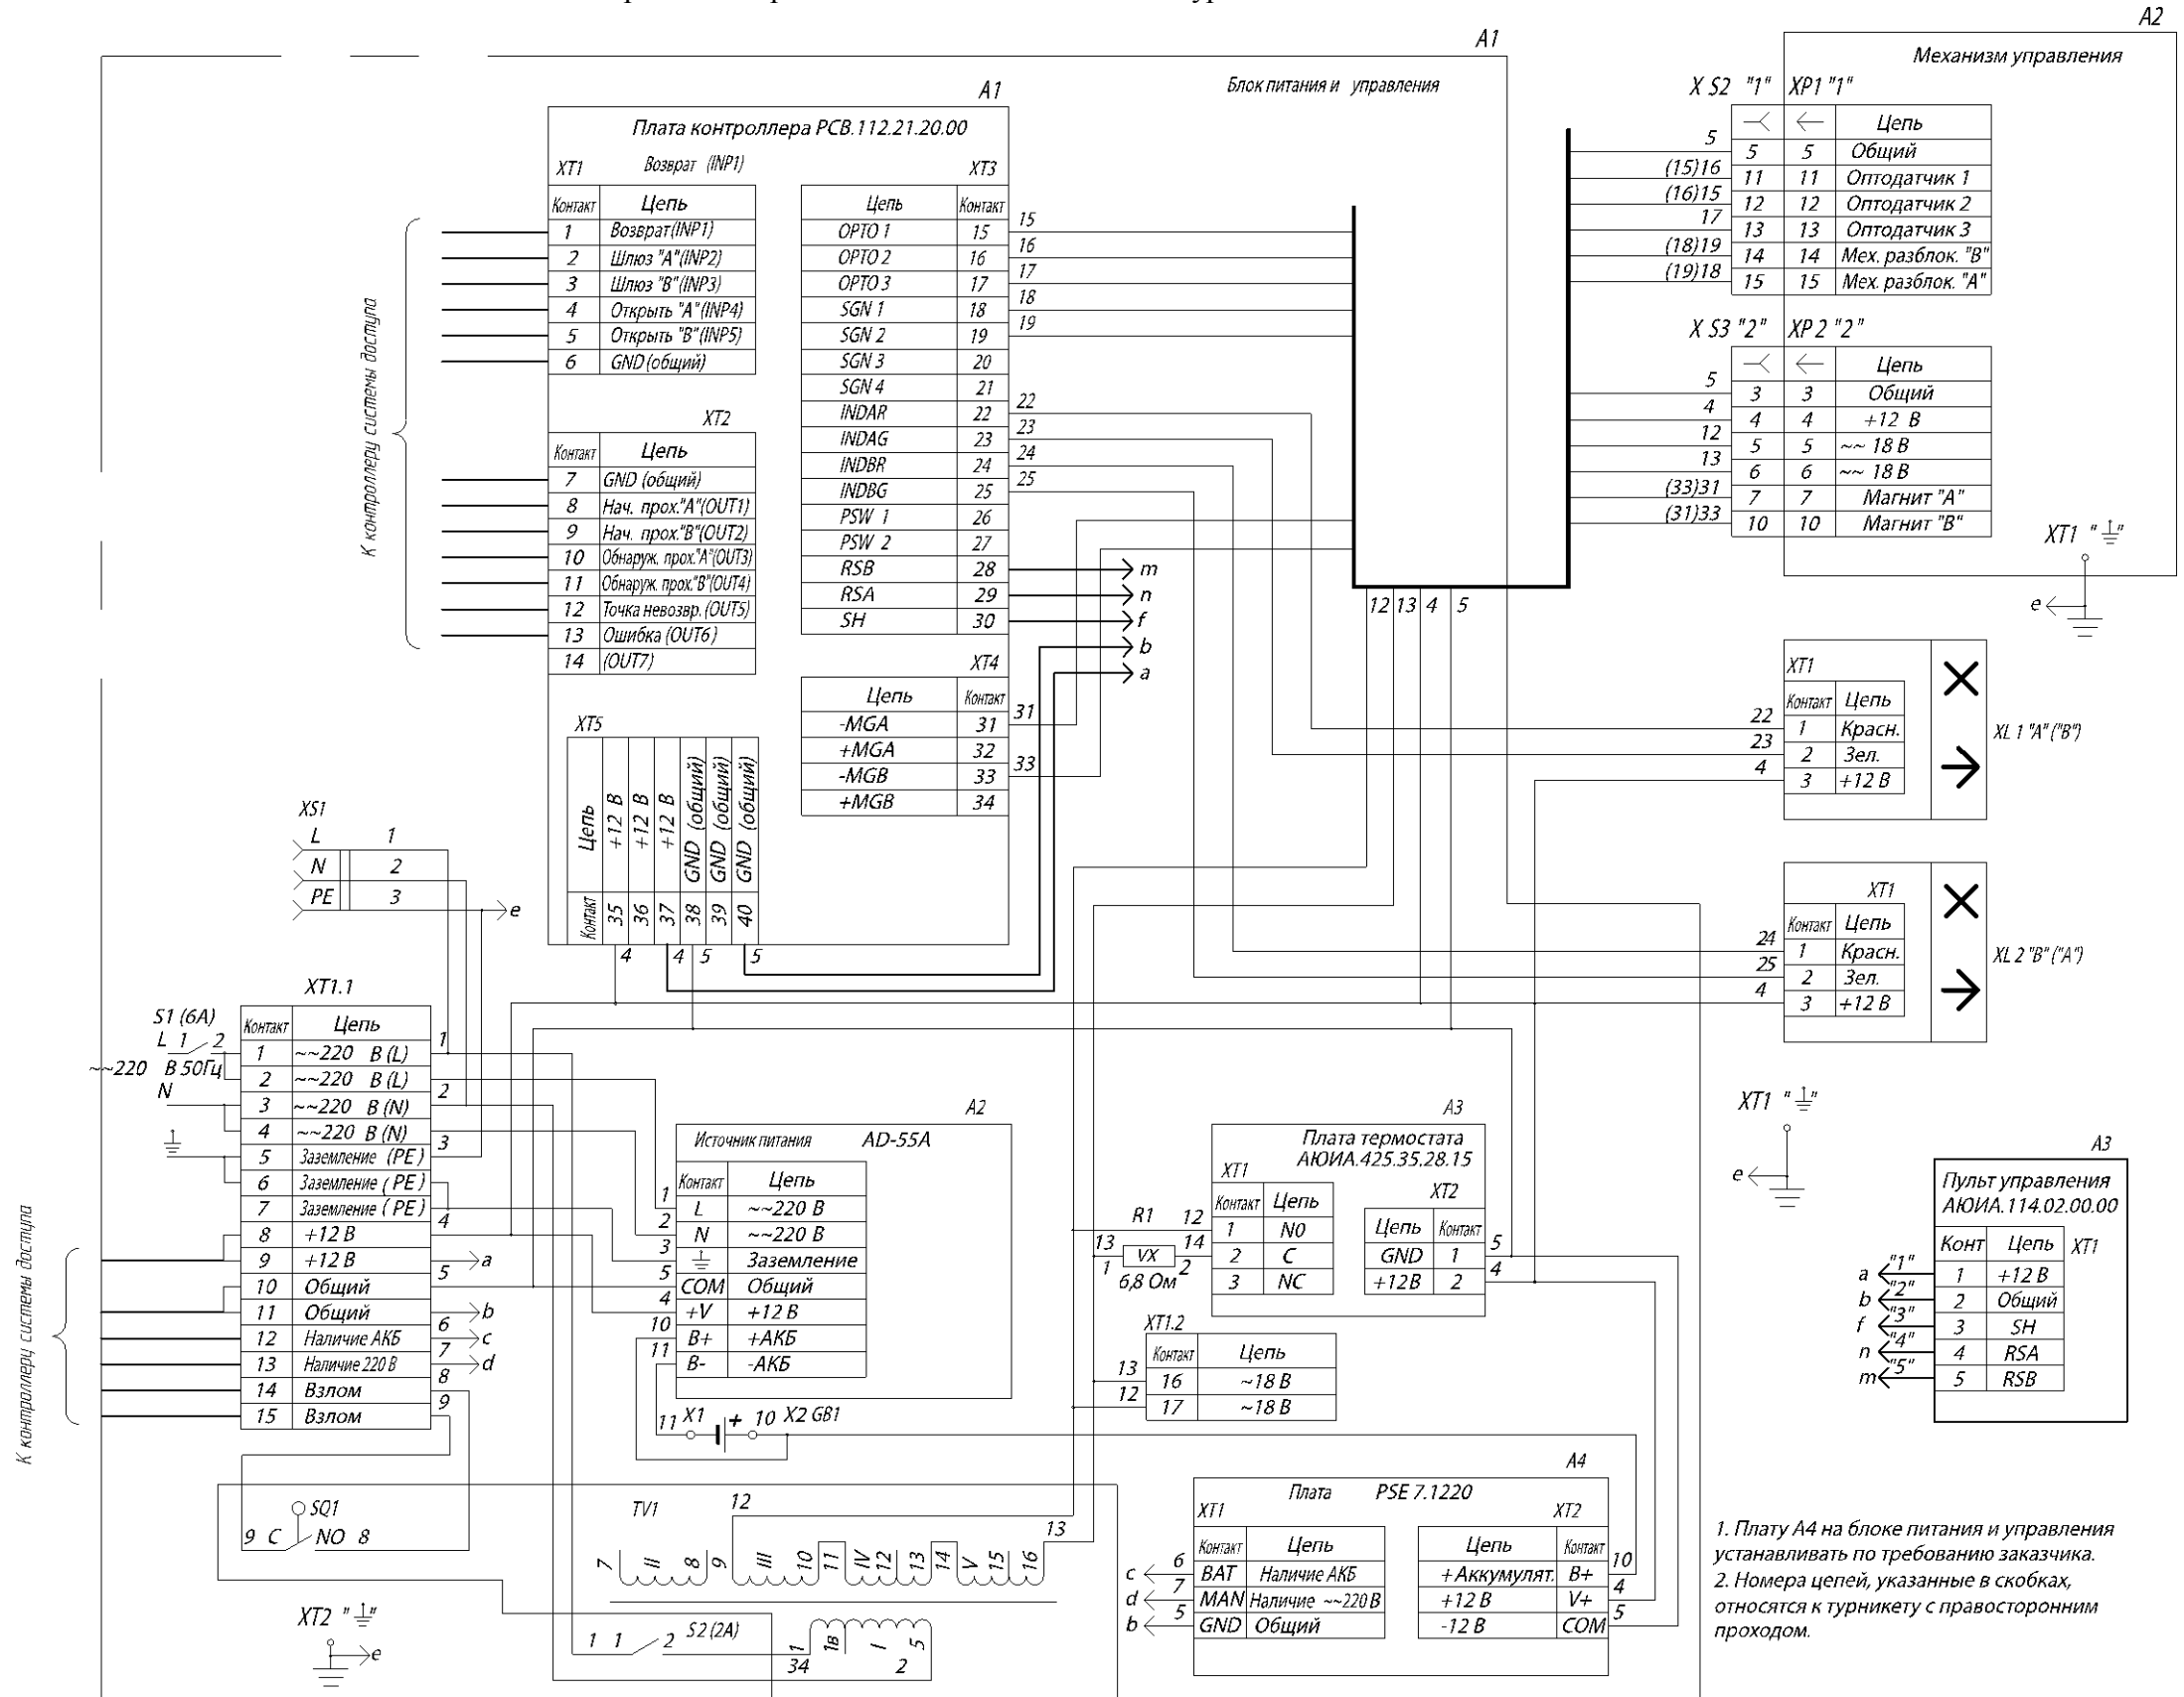 A2
A1
Механизм управления
Блок питания и управления
X S2 "1" XP1 "1"
Цепь
5 5 5 Общий
(15)16 11 11 Оптодатчик 1
(16)15 12 12 Оптодатчик 2
17 13 13 Оптодатчик 3
(18)19 14 14 Мех. разблок. "B"
(19)18 15 15 Мех. разблок. "A"
X S3 "2" XP 2 "2"
Цепь
5 3 3 Общий
4 4 4 +12 В
12 5 5 ~~ 18 В
13 6 6 ~~ 18 В
(33)31 7 7 Магнит "A"
(31)33 10 10 Магнит "B"
XT1 "⏚"
e
A1
Плата контроллера PCB.112.21.20.00
XT1 Возврат (INP1)
Контакт Цепь
1 Возврат(INP1)
2 Шлюз "A"(INP2)
3 Шлюз "B"(INP3)
4 Открыть "A"(INP4)
5 Открыть "B"(INP5)
6 GND(общий)
К контроллеру системы доступа
XT2
Контакт Цепь
7 GND (общий)
8 Нач. прох."A"(OUT1)
9 Нач. прох."B"(OUT2)
10 Обнаруж. прох."A"(OUT3)
11 Обнаруж. прох."B"(OUT4)
12 Точка невозвр. (OUT5)
13 Ошибка (OUT6)
14 (OUT7)
XT3
Цепь Контакт
OPTO 1 15 15
OPTO 2 16 16
OPTO 3 17 17
SGN 1 18 18
SGN 2 19 19
SGN 3 20
SGN 4 21
INDAR 22 22
INDAG 23 23
INDBR 24 24
INDBG 25 25
PSW 1 26
PSW 2 27
RSB 28 m
RSA 29 n
SH 30 f
b
a
12 13 4 5
XT4
Цепь Контакт
-MGA 31 31
+MGA 32
-MGB 33 33
+MGB 34
XT5
Цепь Контакт
+12 В 35
+12 В 36
+12 В 37
GND (общий) 38
GND (общий) 39
GND (общий) 40
4 4 5 5
XT1
Контакт Цепь
22 1 Красн.
23 2 Зел.
4 3 +12 В
XL 1 "A" ("B")
XT1
Контакт Цепь
24 1 Красн.
25 2 Зел.
4 3 +12 В
XL 2 "B" ("A")
XS1
L 1
N 2
PE 3
e
XT1.1
S1 (6А)
L 1 2
~~220 В 50Гц
N
Контакт Цепь
1 ~~220 В (L) 1
2 ~~220 В (L) 2
3 ~~220 В (N)
4 ~~220 В (N) 3
5 Заземление (PE)
6 Заземление (PE)
7 Заземление (PE) 4
8 +12 В
9 +12 В a
10 Общий 5
11 Общий b
12 Наличие АКБ 6 c
13 Наличие 220 В 7 d
14 Взлом 8
15 Взлом 9
К контроллеру системы доступа
A2
Источник питания AD-55A
Контакт Цепь
1 L ~~220 В
2 N ~~220 В
3 ⏚ Заземление
5 COM Общий
4 +V +12 В
10 B+ +АКБ
11 B- -АКБ
11 X1 + 10 X2 GB1
A3
Плата термостата
АЮИА.425.35.28.15
XT1
Контакт Цепь
12 1 N0
14 2 C
3 NC
R1
13 VX
1 6,8 Ом 2
XT2
Цепь Контакт
GND 1 5
+12В 2 4
XT1.2
Контакт Цепь
13 16 ~18 В
12 17 ~18 В
XT1 "⏚"
e
A3
Пульт управления
АЮИА.114.02.00.00
Конт Цепь XT1
a "1" 1 +12 В
b "2" 2 Общий
f "3" 3 SH
n "4" 4 RSA
m "5" 5 RSB
A4
Плата PSE 7.1220
XT1
Контакт Цепь
c 6 BAT Наличие АКБ
d 7 MAN Наличие ~~220 В
b 5 GND Общий
XT2
Цепь Контакт
+Аккумулят. B+ 10
+12 В V+ 4
-12 В COM 5
SQ1
9 C NO 8
TV1
12
13
7 II 8 9 III 10 11 IV 12 13 14 V 15 16
XT2 "⏚"
e
1 1 2 S2 (2А)
1 1в I 5
34 2
1. Плату А4 на блоке питания и управления
устанавливать по требованию заказчика.
2. Номера цепей, указанные в скобках,
относятся к турникету с правосторонним
проходом.